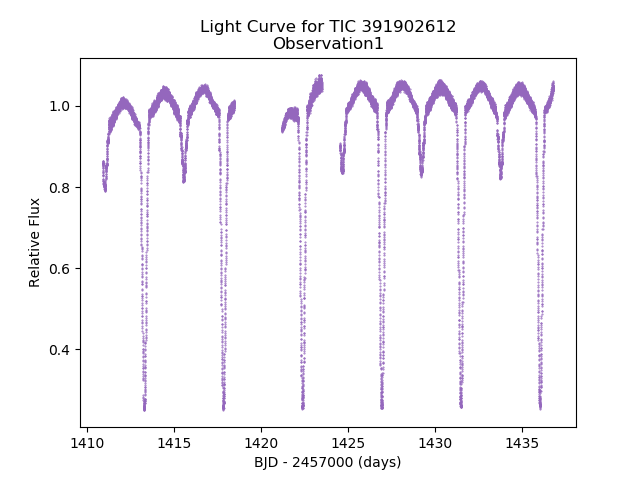 Light Curve for TIC 391902612
Observation1
1.0
0.8
0.6
0.4
Relative Flux
1410 1415 1420 1425 1430 1435
BJD - 2457000 (days)